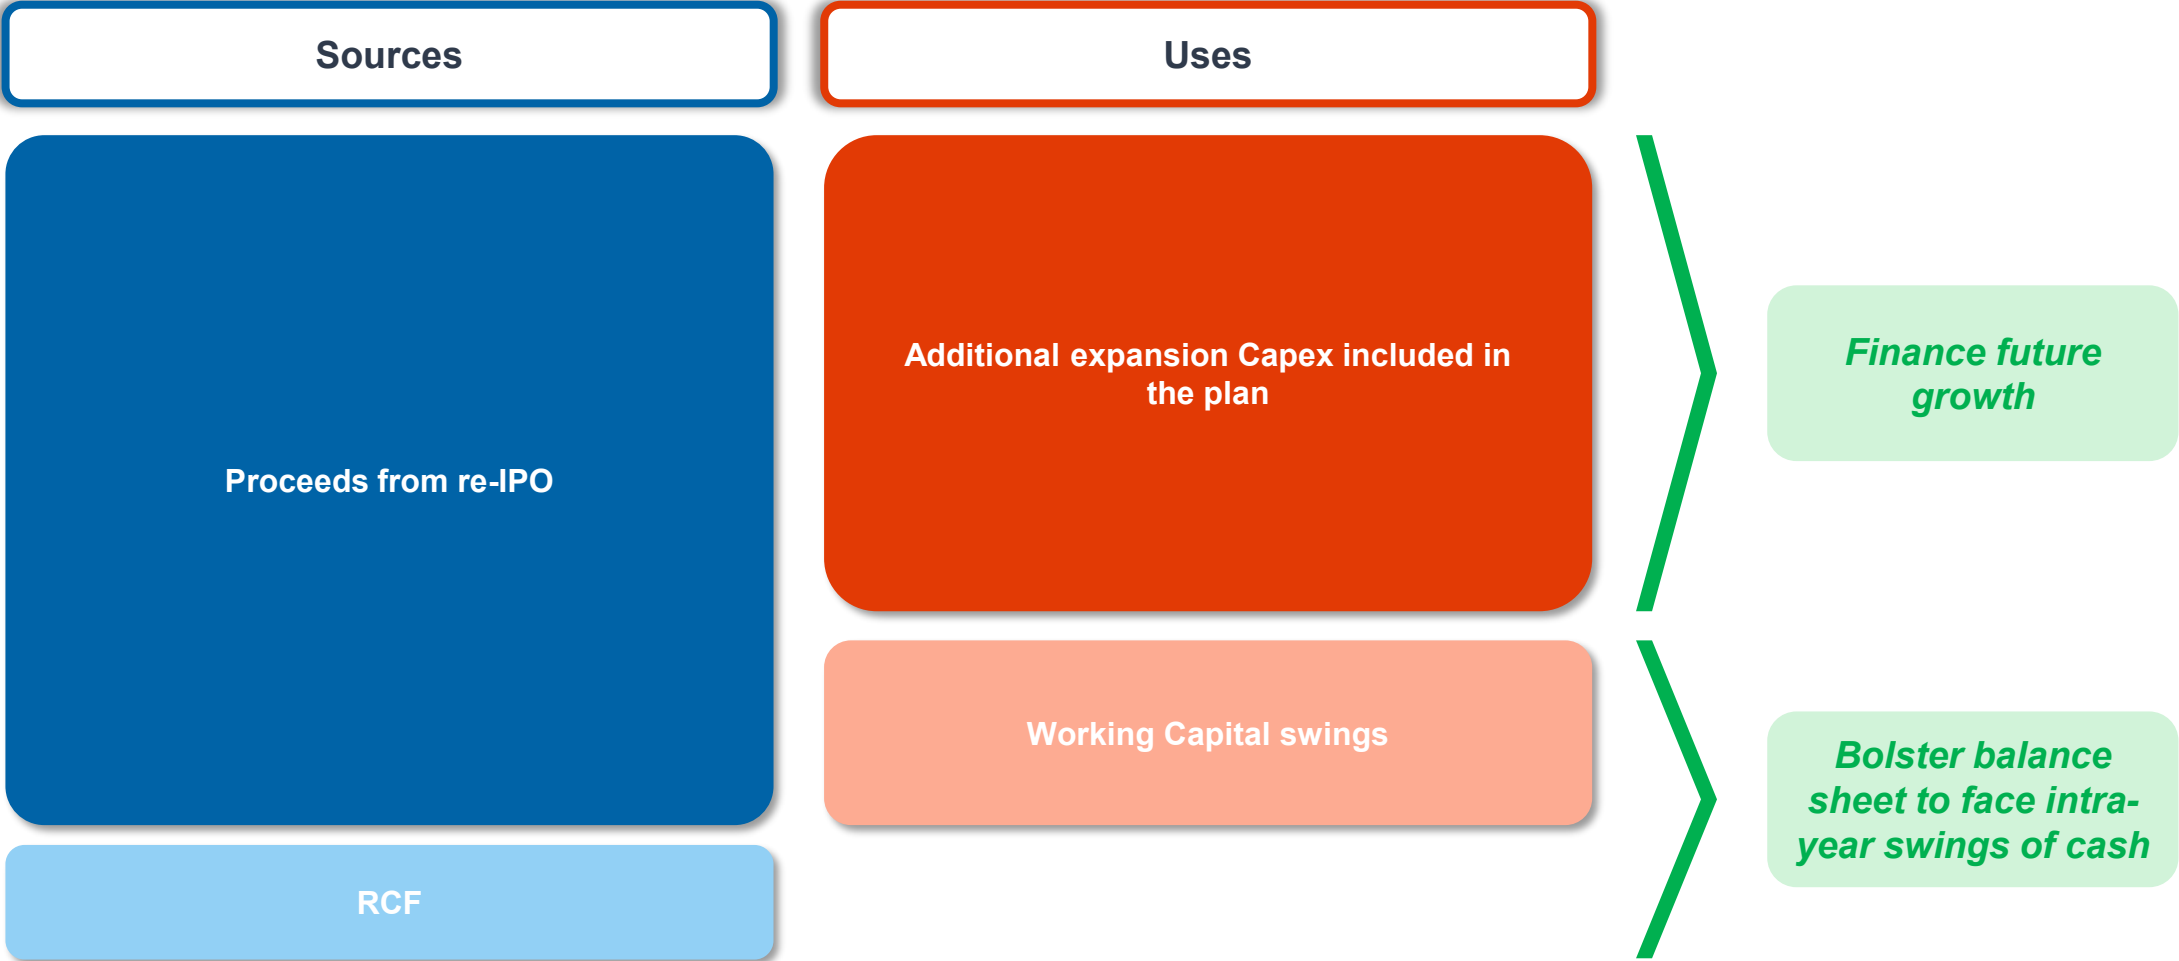 Sources
Uses
Proceeds from re-IPO
RCF
Additional expansion Capex included in
the plan
Working Capital swings
Finance future
growth
Bolster balance
sheet to face intra-
year swings of cash